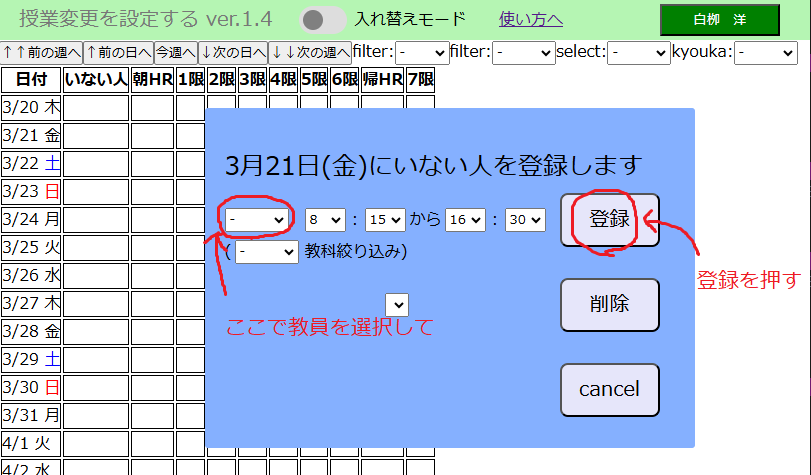 授業変更を設定する ver.1.4 入れ替えモード 使い方へ 白柳 洋
↑↑前の週へ ↑前の日へ 今週へ ↓次の日へ ↓↓次の週へ filter: - filter: - select: - kyouka: -
日付 いない人 朝HR 1限 2限 3限 4限 5限 6限 帰HR 7限
3/20 木
3/21 金
3/22 土
3/23 日
3/24 月
3/25 火
3/26 水
3/27 木
3/28 金
3/29 土
3/30 日
3/31 月
4/1 火
4/2 水
3月21日(金)にいない人を登録します
- 8 : 15 から 16 : 30
( - 教科絞り込み)
ここで教員を選択して
登録
登録を押す
削除
cancel